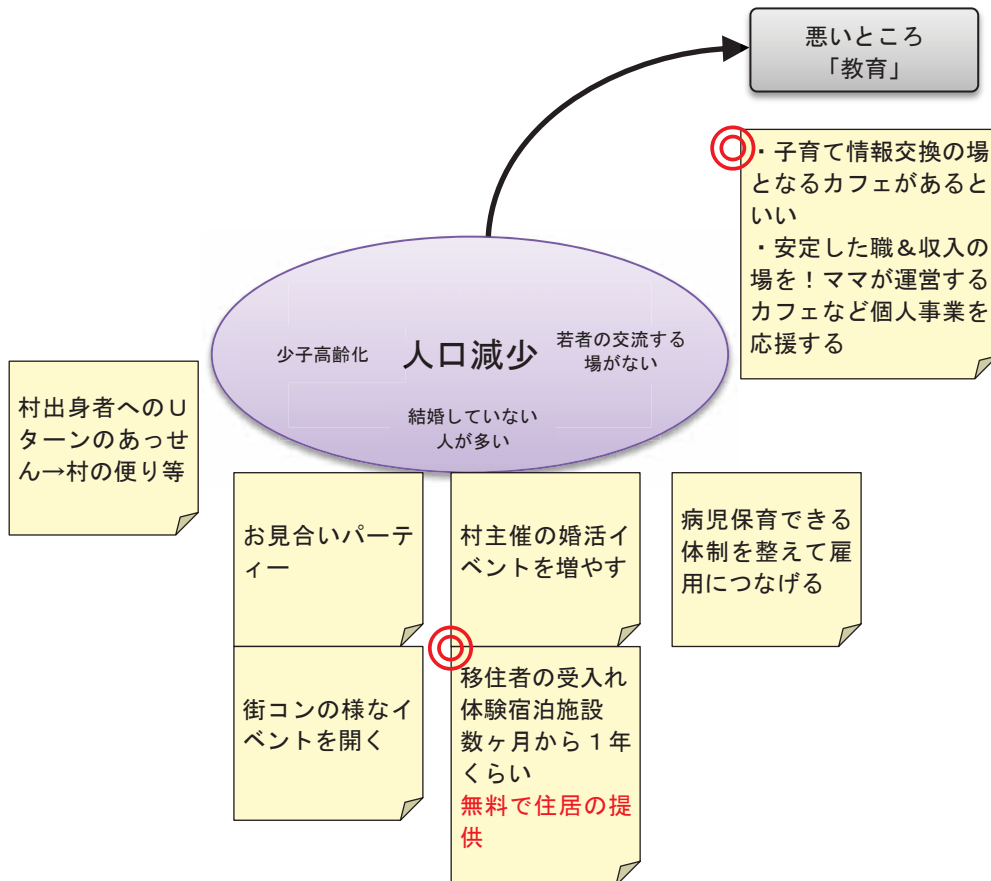 悪いところ
「教育」
・子育て情報交換の場
となるカフェがあると
いい
・安定した職＆収入の
場を！ママが運営する
カフェなど個人事業を
応援する
少子高齢化
人口減少
若者の交流する
場がない
結婚していない
人が多い
村出身者へのＵ
ターンのあっせ
ん→村の便り等
お見合いパーテ
ィー
村主催の婚活イ
ベントを増やす
病児保育できる
体制を整えて雇
用につなげる
街コンの様なイ
ベントを開く
移住者の受入れ
体験宿泊施設
数ヶ月から１年
くらい
無料で住居の提
供